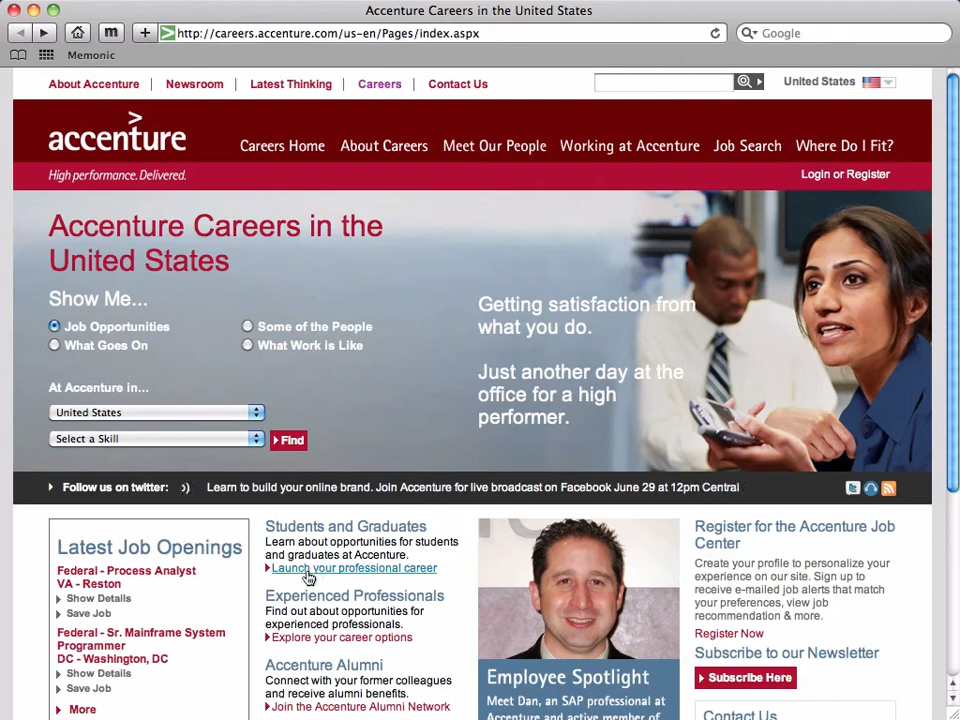 Accenture Careers in the United States
m
+
http://careers.accenture.com/us-en/Pages/index.aspx
Google
Memonic
About Accenture | Newsroom | Latest Thinking | Careers | Contact Us
United States
accenture
High performance. Delivered.
Careers Home About Careers Meet Our People Working at Accenture Job Search Where Do I Fit?
Login or Register
Accenture Careers in the
United States
Show Me...
Job Opportunities
Some of the People
What Goes On
What Work is Like
At Accenture in...
United States
Select a Skill
Find
Getting satisfaction from
what you do.
Just another day at the
office for a high
performer.
Follow us on twitter: Learn to build your online brand. Join Accenture for live broadcast on Facebook June 29 at 12pm Central
Latest Job Openings
Federal - Process Analyst
VA - Reston
Show Details
Save Job
Federal - Sr. Mainframe System
Programmer
DC - Washington, DC
Show Details
Save Job
More
Students and Graduates
Learn about opportunities for students
and graduates at Accenture.
Launch your professional career
Experienced Professionals
Find out about opportunities for
experienced professionals.
Explore your career options
Accenture Alumni
Connect with your former colleagues
and receive alumni benefits.
Join the Accenture Alumni Network
Employee Spotlight
Meet Dan, an SAP professional at
Accenture and active member of
Register for the Accenture Job
Center
Create your profile to personalize your
experience on our site. Sign up to
receive e-mailed job alerts that match
your preferences, view job
recommendation & more.
Register Now
Subscribe to our Newsletter
Subscribe Here
Contact Us